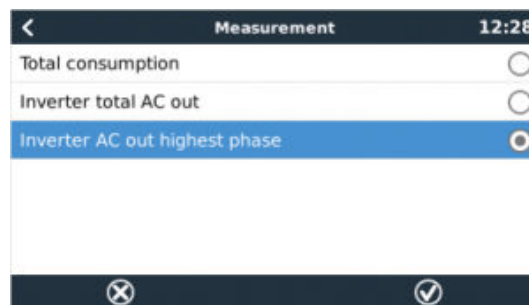 Measurement 12:28
Total consumption
Inverter total AC out
Inverter AC out highest phase